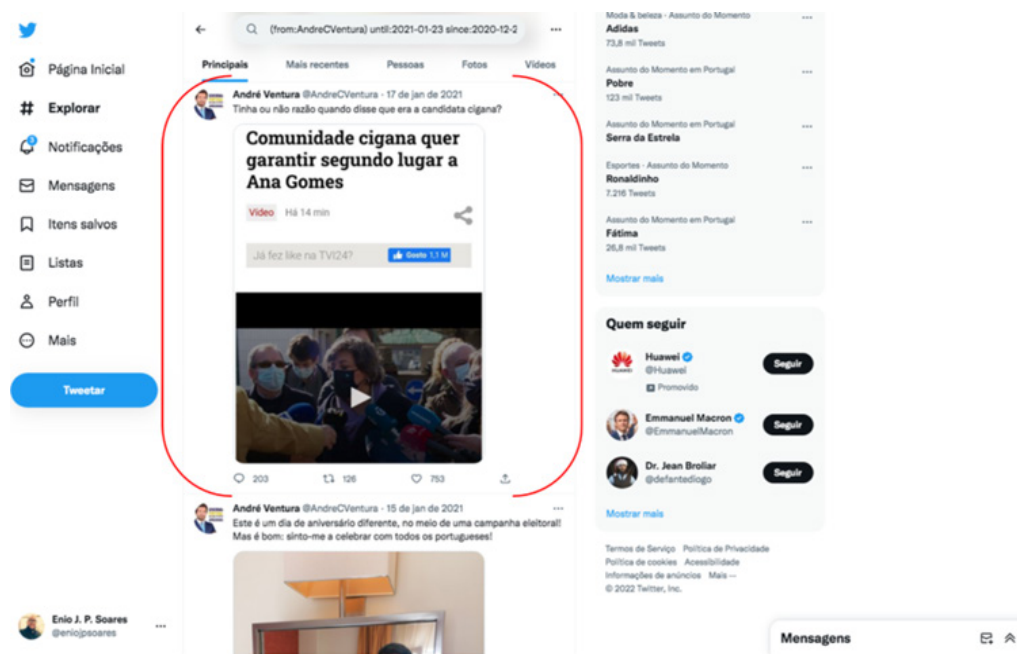 (from:AndreCVentura) until:2021-01-23 since:2020-12-2
Principais
Mais recentes
Pessoas
Fotos
Vídeos
Página Inicial
Explorar
Notificações
Mensagens
Itens salvos
Listas
Perfil
Mais
Tweetar
Enio J. P. Soares
@eniojpsoares
André Ventura @AndreCVentura · 17 de jan de 2021
Tinha ou não razão quando disse que era a candidata cigana?
Comunidade cigana quer
garantir segundo lugar a
Ana Gomes
Vídeo Há 14 min
Já fez like na TVI24?
Gosto 1,1 M
203
126
753
André Ventura @AndreCVentura · 15 de jan de 2021
Este é um dia de aniversário diferente, no meio de uma campanha eleitoral!
Mas é bom: sinto-me a celebrar com todos os portugueses!
Moda & beleza · Assunto do Momento
Adidas
73,8 mil Tweets
Assunto do Momento em Portugal
Pobre
123 mil Tweets
Assunto do Momento em Portugal
Serra da Estrela
Esportes · Assunto do Momento
Ronaldinho
7.216 Tweets
Assunto do Momento em Portugal
Fátima
26,8 mil Tweets
Mostrar mais
Quem seguir
HUAWEI
Huawei
@Huawei
Promovido
Seguir
Emmanuel Macron
@EmmanuelMacron
Seguir
Dr. Jean Broliar
@defantediogo
Seguir
Mostrar mais
Termos de Serviço Política de Privacidade
Política de cookies Acessibilidade
Informações de anúncios Mais ···
© 2022 Twitter, Inc.
Mensagens